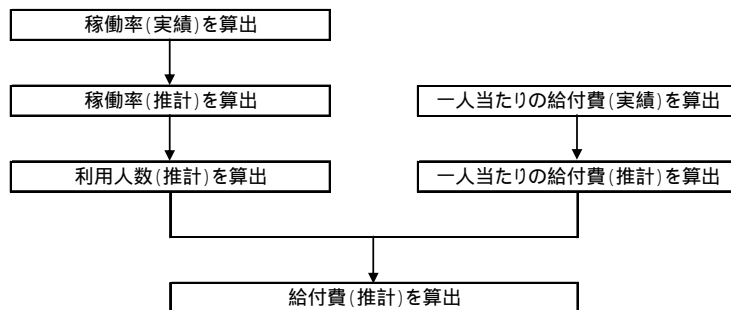 稼働率(実績)を算出
稼働率(推計)を算出
一人当たりの給付費(実績)を算出
利用人数(推計)を算出
一人当たりの給付費(推計)を算出
給付費(推計)を算出